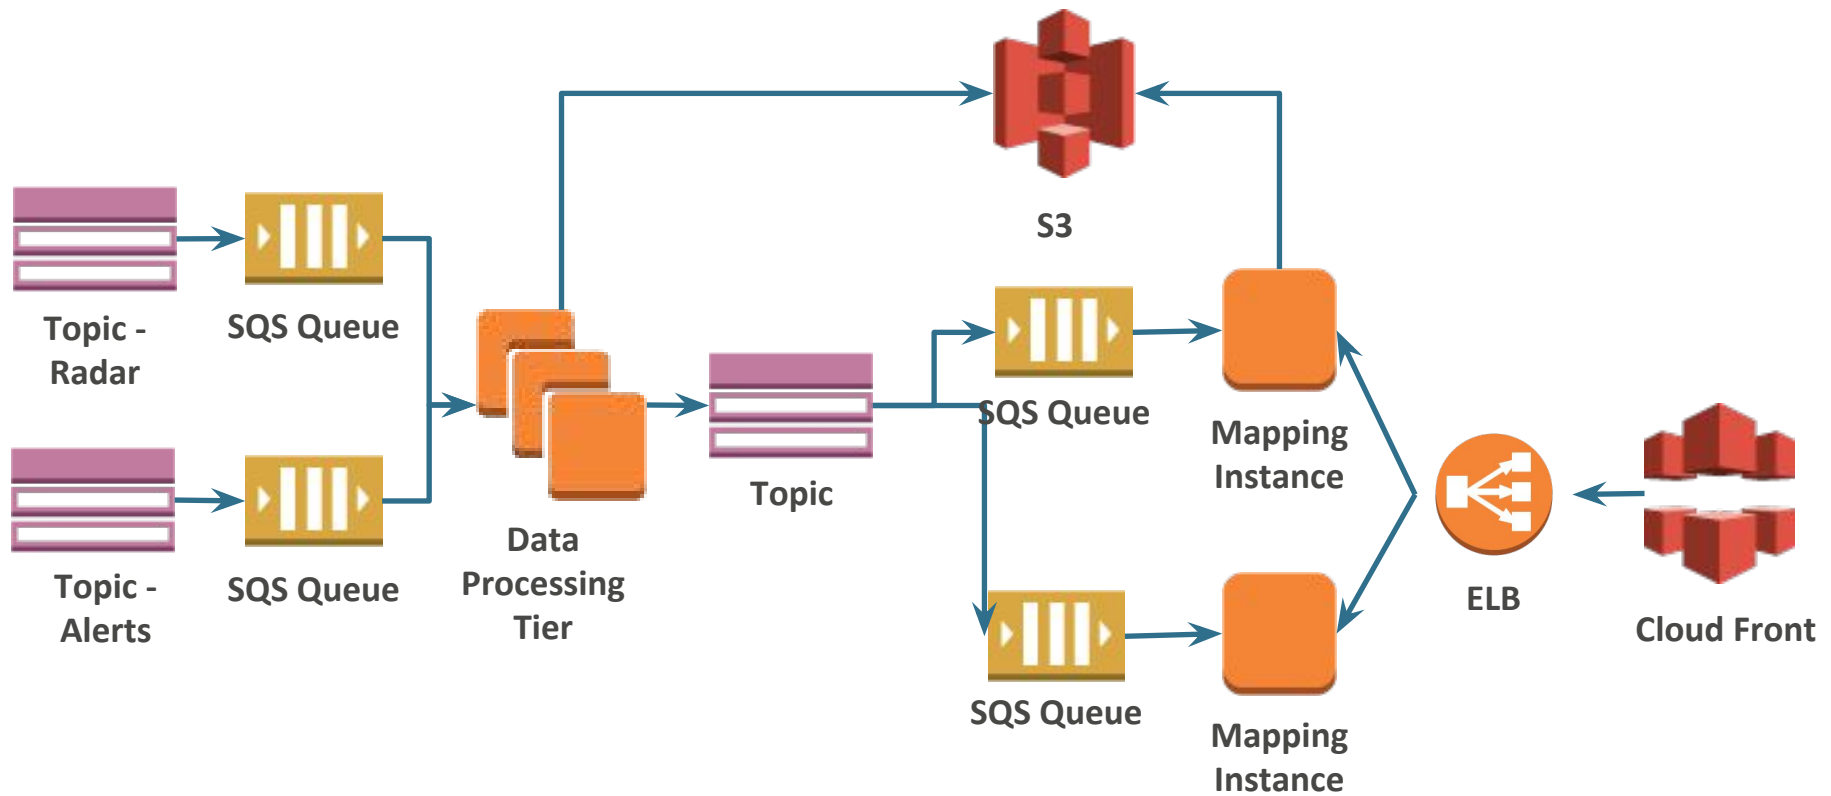 S3
Topic -
Radar
SQS Queue
SQS Queue
Mapping
Instance
Topic
Data
Processing
Tier
Topic -
Alerts
SQS Queue
ELB
Cloud Front
SQS Queue
Mapping
Instance